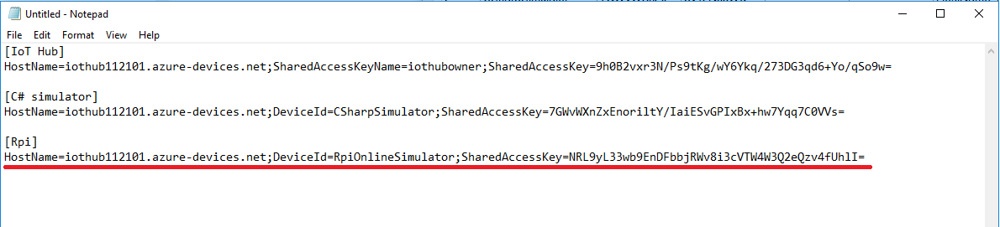 Untitled - Notepad
File Edit Format View Help
[IoT Hub]
HostName=iothub112101.azure-devices.net;SharedAccessKeyName=iothubowner;SharedAccessKey=9h0B2vxr3N/Ps9tKg/wY6Ykq/273DG3qd6+Yo/qSo9w=
[C# simulator]
HostName=iothub112101.azure-devices.net;DeviceId=CSharpSimulator;SharedAccessKey=7GWvWXnZxEnoriltY/IaiESvGPIxBx+hw7Yqq7C0VVs=
[Rpi]
HostName=iothub112101.azure-devices.net;DeviceId=RpiOnlineSimulator;SharedAccessKey=NRL9yL33wb9EnDFbbjRWv8i3cVTW4W3Q2eQzv4fUhlI=